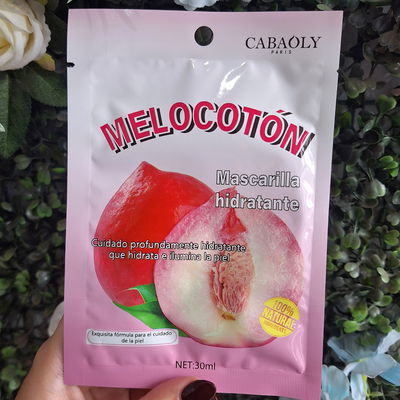 CABAOLY
PARIS
MELOCOTÓN
Mascarilla
hidratante
Cuidado profundamente hidratante
que hidrata e ilumina la piel
100%
NATURAL
Exquisita fórmula para el cuidado
de la piel
NET:30ml